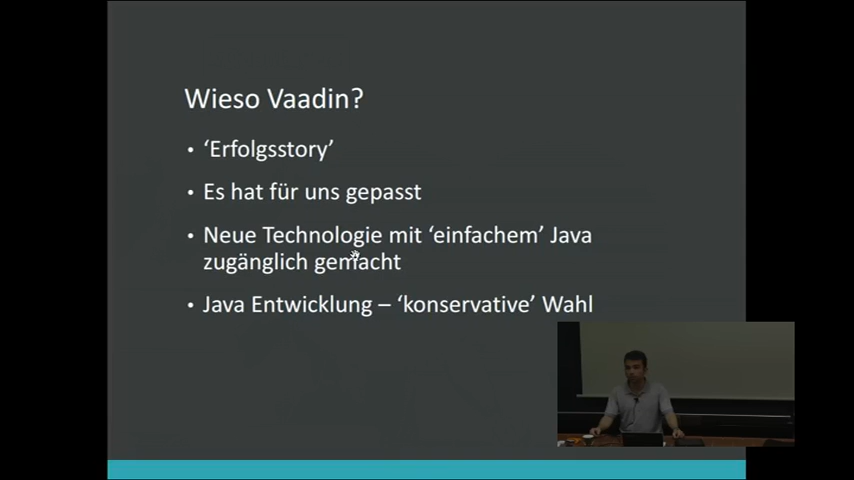 Wieso Vaadin?
• ‘Erfolgsstory’
• Es hat für uns gepasst
• Neue Technologie mit ‘einfachem’ Java
zugänglich gemacht
• Java Entwicklung – ‘konservative’ Wahl